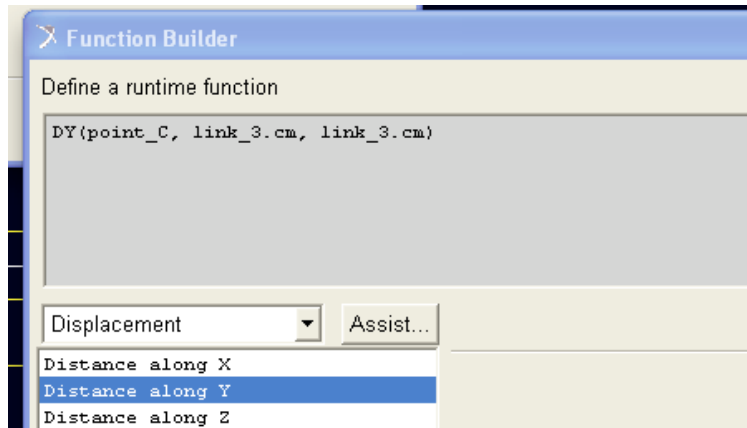 Function Builder
Define a runtime function
DY(point_C, link_3.cm, link_3.cm)
Displacement
Assist...
Distance along X
Distance along Y
Distance along Z